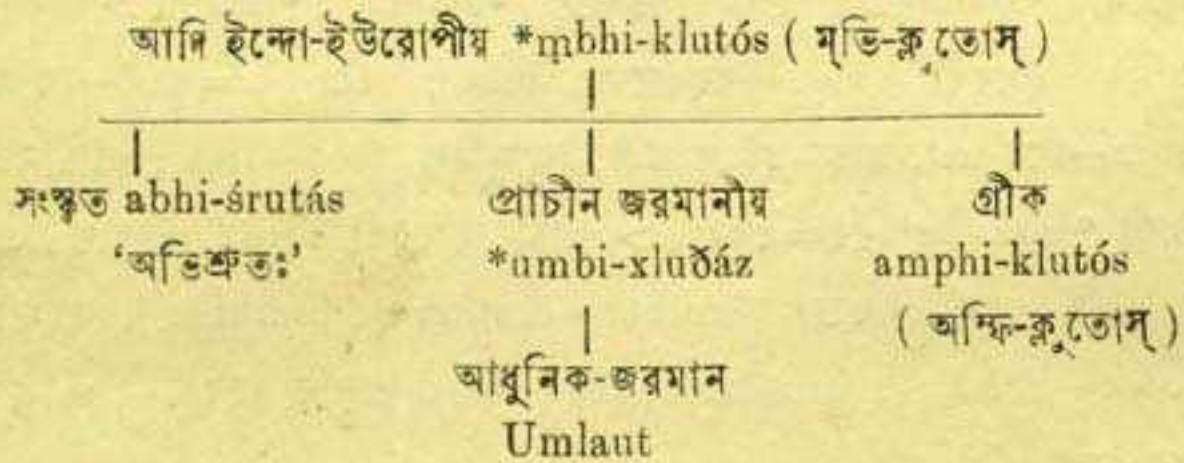 আদি ইন্দো-ইউরোপীয় *m̥bhi-klutós ( ম্‌ভি-ক্লুতোস্ )
সংস্কৃত abhi-śrutás প্রাচীন জরমানীয় গ্রীক
‘অভিশ্রুতঃ’ *umbi-xluðáz amphi-klutós
( অম্ফি-ক্লুতোস্ )
আধুনিক-জরমান
Umlaut